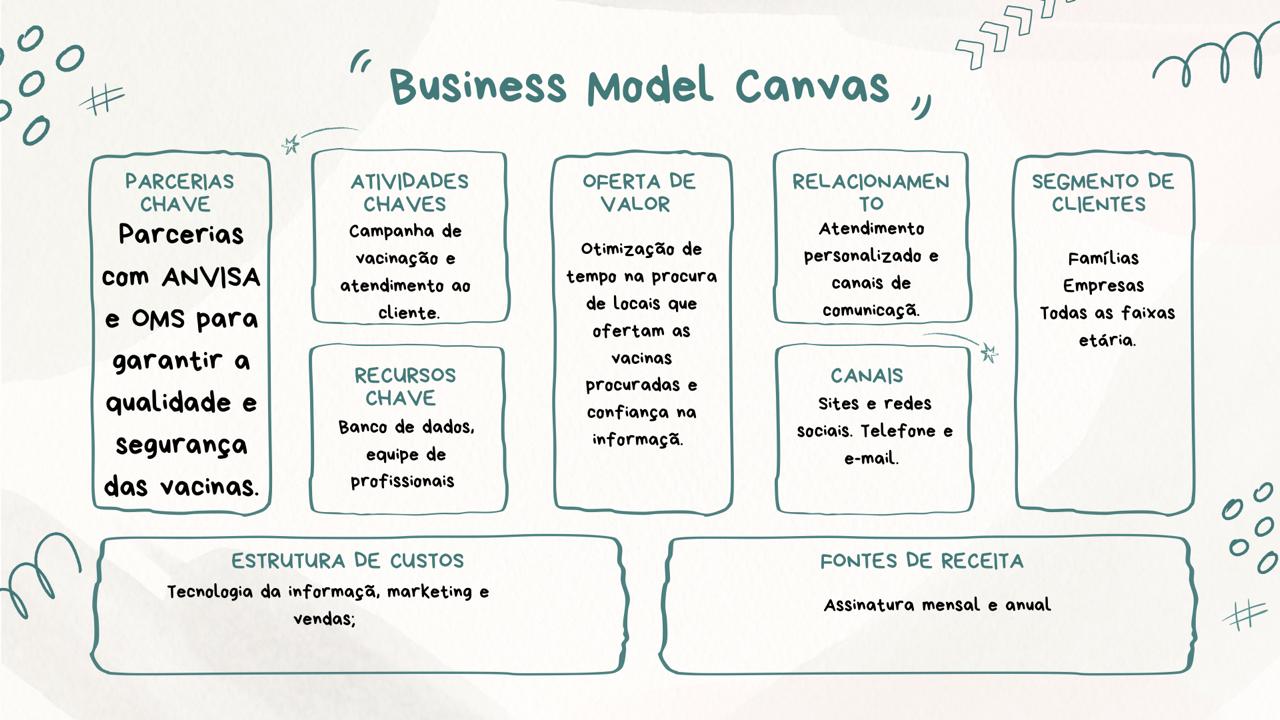 Business Model Canvas
PARCERIAS
CHAVE
Parcerias
com ANVISA
e OMS para
garantir a
qualidade e
segurança
das vacinas.
ATIVIDADES
CHAVES
Campanha de
vacinação e
atendimento ao
cliente.
RECURSOS
CHAVE
Banco de dados,
equipe de
profissionais
OFERTA DE
VALOR
Otimização de
tempo na procura
de locais que
ofertam as
vacinas
procuradas e
confiança na
informaçã.
RELACIONAMEN
TO
Atendimento
personalizado e
canais de
comunicaçã.
CANAIS
Sites e redes
sociais. Telefone e
e-mail.
SEGMENTO DE
CLIENTES
Famílias
Empresas
Todas as faixas
etária.
ESTRUTURA DE CUSTOS
Tecnologia da informaçã, marketing e
vendas;
FONTES DE RECEITA
Assinatura mensal e anual